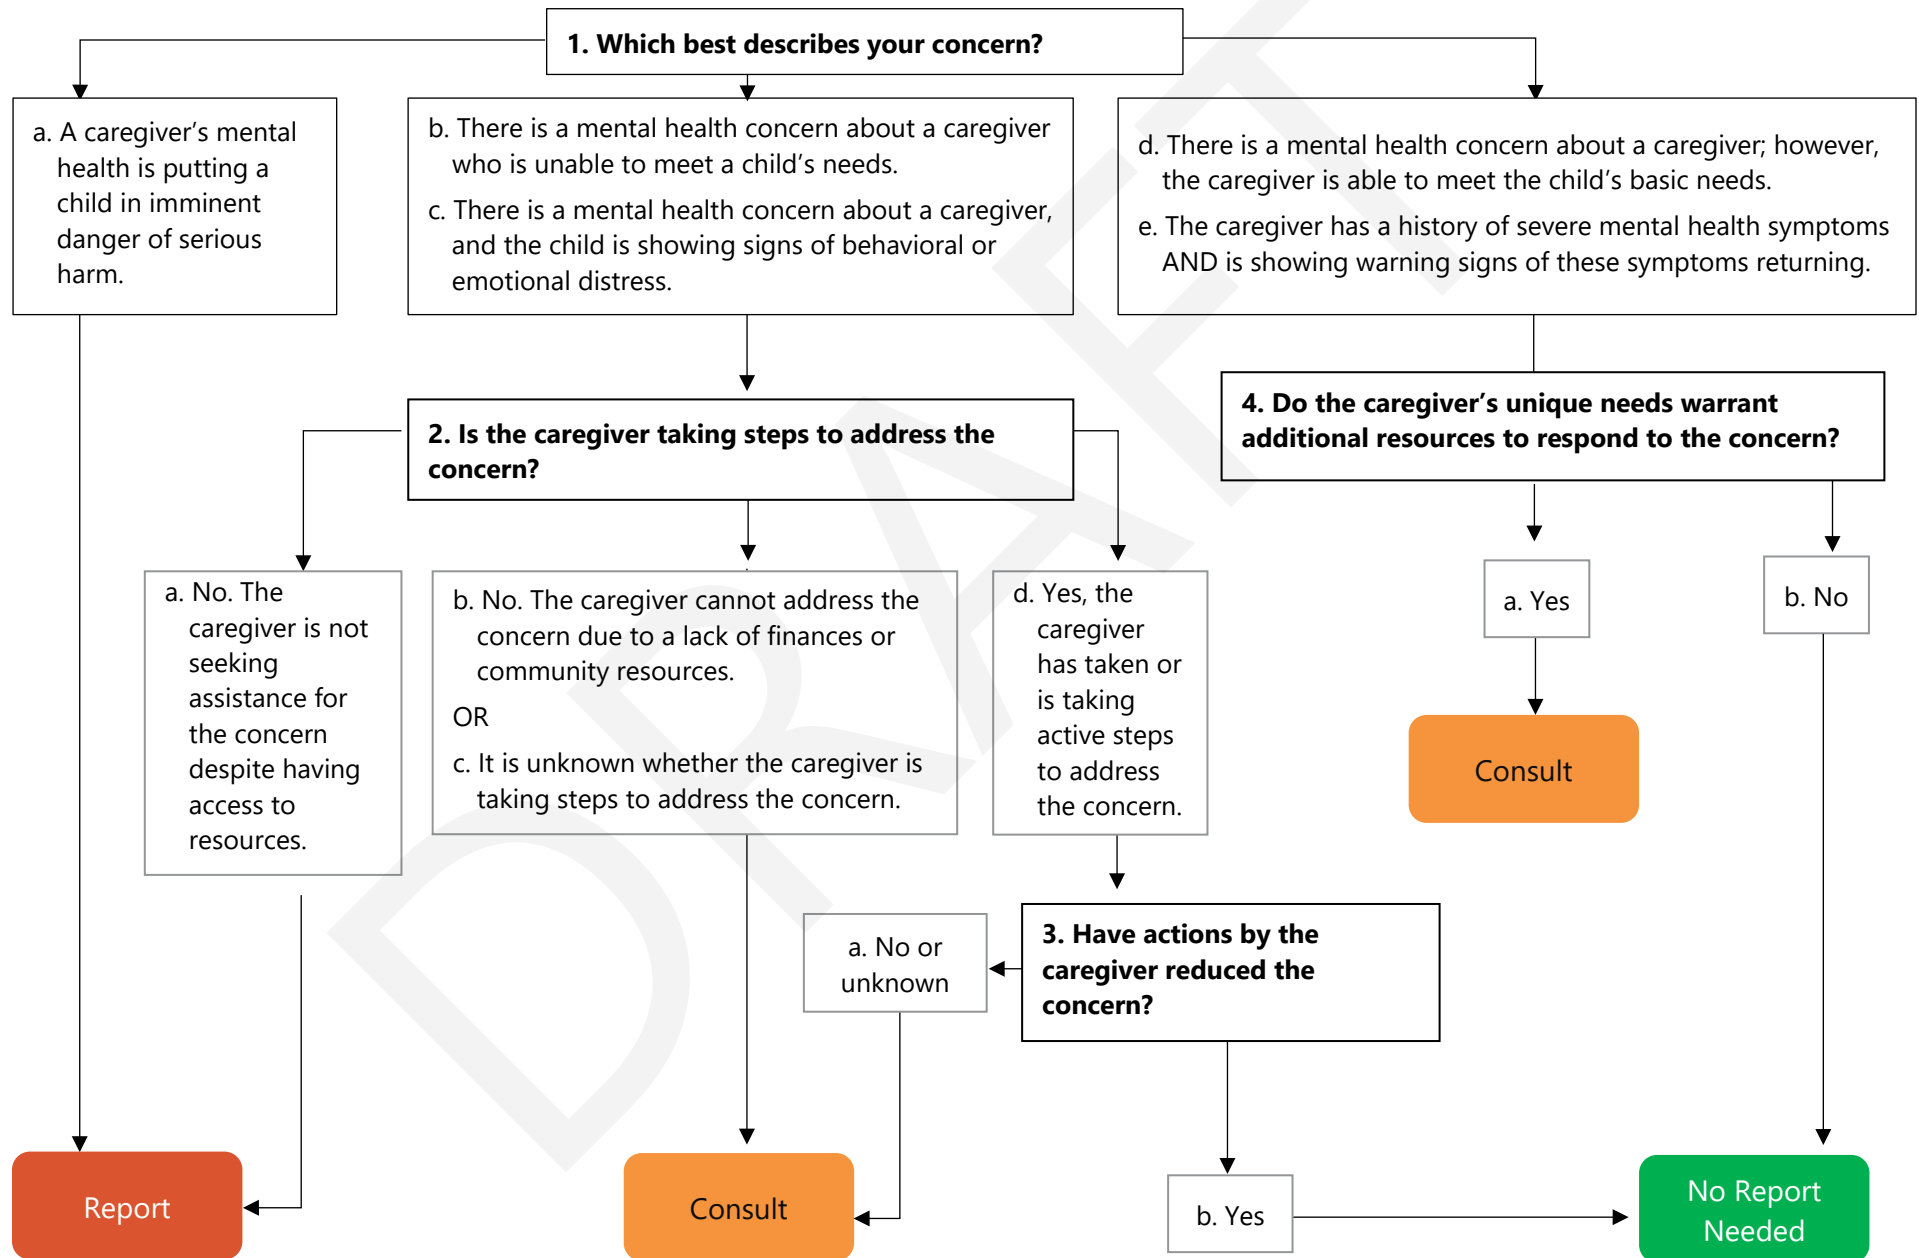 1. Which best describes your concern?
a. A caregiver’s mental
health is putting a
child in imminent
danger of serious
harm.
b. There is a mental health concern about a caregiver
who is unable to meet a child’s needs.
c. There is a mental health concern about a caregiver,
and the child is showing signs of behavioral or
emotional distress.
d. There is a mental health concern about a caregiver; however,
the caregiver is able to meet the child’s basic needs.
e. The caregiver has a history of severe mental health symptoms
AND is showing warning signs of these symptoms returning.
2. Is the caregiver taking steps to address the
concern?
4. Do the caregiver’s unique needs warrant
additional resources to respond to the concern?
a. No. The
caregiver is not
seeking
assistance for
the concern
despite having
access to
resources.
b. No. The caregiver cannot address the
concern due to a lack of finances or
community resources.
OR
c. It is unknown whether the caregiver is
taking steps to address the concern.
d. Yes, the
caregiver
has taken or
is taking
active steps
to address
the concern.
a. Yes
b. No
Consult
3. Have actions by the
caregiver reduced the
concern?
a. No or
unknown
b. Yes
Report
Consult
No Report
Needed
DRAFT